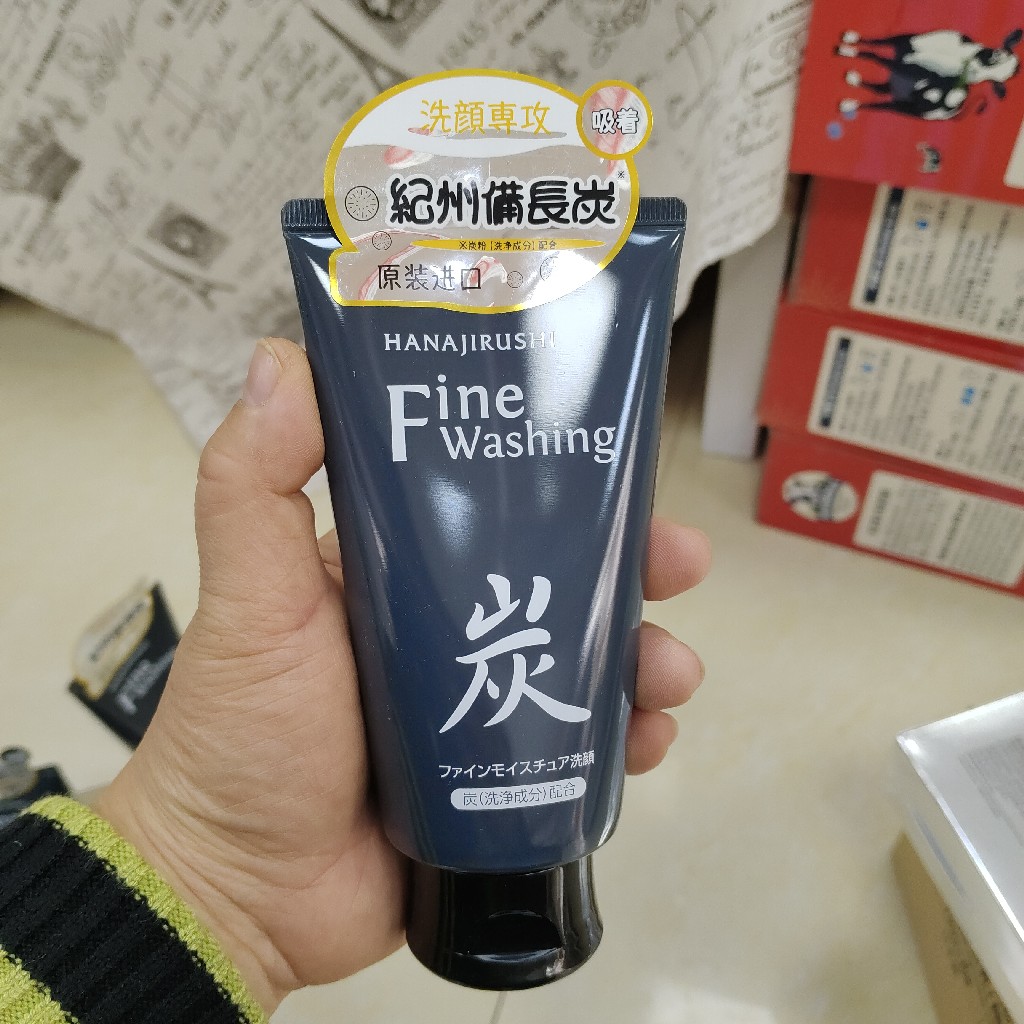 洗顔専攻
吸着
紀州備長炭※
※炭粉(洗浄成分)配合
原装进口
HANAJIRUSHI
Fine
Washing
炭
ファインモイスチュア洗顔
炭(洗浄成分)配合